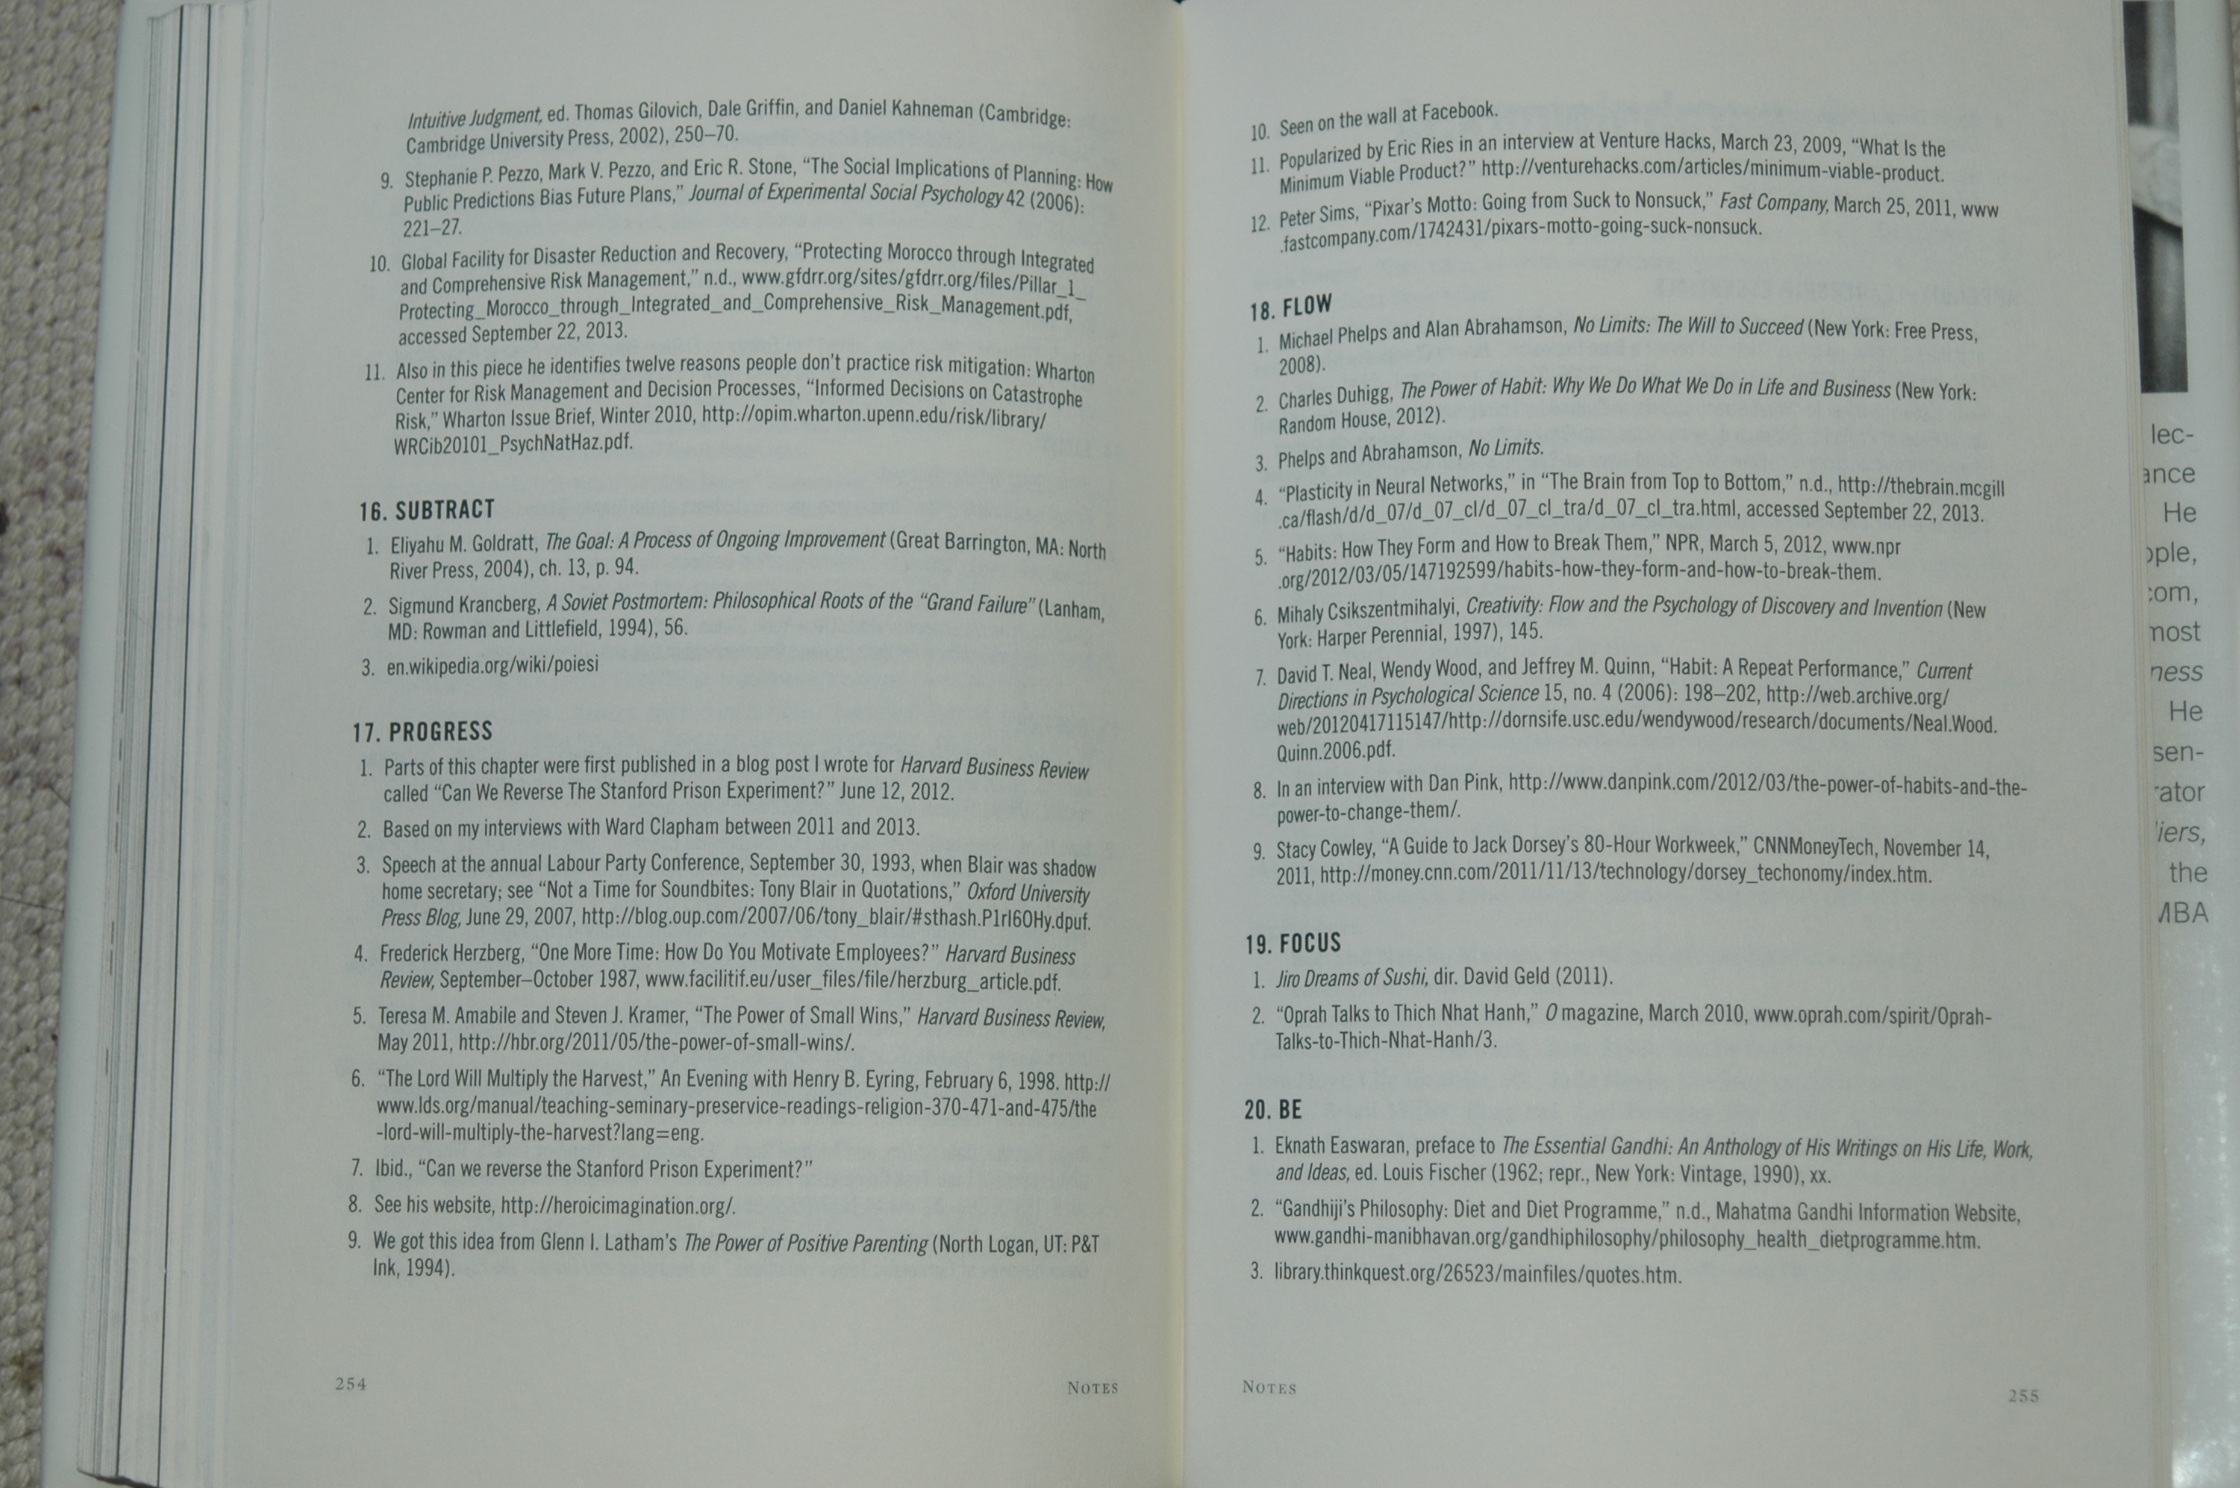 Intuitive Judgment, ed. Thomas Gilovich, Dale Griffin, and Daniel Kahneman (Cambridge:
Cambridge University Press, 2002), 250–70.
9. Stephanie P. Pezzo, Mark V. Pezzo, and Eric R. Stone, “The Social Implications of Planning: How
Public Predictions Bias Future Plans,” Journal of Experimental Social Psychology 42 (2006):
221–27.
10. Global Facility for Disaster Reduction and Recovery, “Protecting Morocco through Integrated
and Comprehensive Risk Management,” n.d., www.gfdrr.org/sites/gfdrr.org/files/Pillar_1_
Protecting_Morocco_through_Integrated_and_Comprehensive_Risk_Management.pdf,
accessed September 22, 2013.
11. Also in this piece he identifies twelve reasons people don’t practice risk mitigation: Wharton
Center for Risk Management and Decision Processes, “Informed Decisions on Catastrophe
Risk,” Wharton Issue Brief, Winter 2010, http://opim.wharton.upenn.edu/risk/library/
WRCib20101_PsychNatHaz.pdf.
16. SUBTRACT
1. Eliyahu M. Goldratt, The Goal: A Process of Ongoing Improvement (Great Barrington, MA: North
River Press, 2004), ch. 13, p. 94.
2. Sigmund Krancberg, A Soviet Postmortem: Philosophical Roots of the “Grand Failure” (Lanham,
MD: Rowman and Littlefield, 1994), 56.
3. en.wikipedia.org/wiki/poiesi
17. PROGRESS
1. Parts of this chapter were first published in a blog post I wrote for Harvard Business Review
called “Can We Reverse The Stanford Prison Experiment?” June 12, 2012.
2. Based on my interviews with Ward Clapham between 2011 and 2013.
3. Speech at the annual Labour Party Conference, September 30, 1993, when Blair was shadow
home secretary; see “Not a Time for Soundbites: Tony Blair in Quotations,” Oxford University
Press Blog, June 29, 2007, http://blog.oup.com/2007/06/tony_blair/#sthash.P1rI6OHy.dpuf.
4. Frederick Herzberg, “One More Time: How Do You Motivate Employees?” Harvard Business
Review, September–October 1987, www.facilitif.eu/user_files/file/herzburg_article.pdf.
5. Teresa M. Amabile and Steven J. Kramer, “The Power of Small Wins,” Harvard Business Review,
May 2011, http://hbr.org/2011/05/the-power-of-small-wins/.
6. “The Lord Will Multiply the Harvest,” An Evening with Henry B. Eyring, February 6, 1998. http://
www.lds.org/manual/teaching-seminary-preservice-readings-religion-370-471-and-475/the
-lord-will-multiply-the-harvest?lang=eng.
7. Ibid., “Can we reverse the Stanford Prison Experiment?”
8. See his website, http://heroicimagination.org/.
9. We got this idea from Glenn I. Latham’s The Power of Positive Parenting (North Logan, UT: P&T
Ink, 1994).
254
NOTES
10. Seen on the wall at Facebook.
11. Popularized by Eric Ries in an interview at Venture Hacks, March 23, 2009, “What Is the
Minimum Viable Product?” http://venturehacks.com/articles/minimum-viable-product.
12. Peter Sims, “Pixar’s Motto: Going from Suck to Nonsuck,” Fast Company, March 25, 2011, www
.fastcompany.com/1742431/pixars-motto-going-suck-nonsuck.
18. FLOW
1. Michael Phelps and Alan Abrahamson, No Limits: The Will to Succeed (New York: Free Press,
2008).
2. Charles Duhigg, The Power of Habit: Why We Do What We Do in Life and Business (New York:
Random House, 2012).
3. Phelps and Abrahamson, No Limits.
4. “Plasticity in Neural Networks,” in “The Brain from Top to Bottom,” n.d., http://thebrain.mcgill
.ca/flash/d/d_07/d_07_cl/d_07_cl_tra/d_07_cl_tra.html, accessed September 22, 2013.
5. “Habits: How They Form and How to Break Them,” NPR, March 5, 2012, www.npr
.org/2012/03/05/147192599/habits-how-they-form-and-how-to-break-them.
6. Mihaly Csikszentmihalyi, Creativity: Flow and the Psychology of Discovery and Invention (New
York: Harper Perennial, 1997), 145.
7. David T. Neal, Wendy Wood, and Jeffrey M. Quinn, “Habit: A Repeat Performance,” Current
Directions in Psychological Science 15, no. 4 (2006): 198–202, http://web.archive.org/
web/20120417115147/http://dornsife.usc.edu/wendywood/research/documents/Neal.Wood.
Quinn.2006.pdf.
8. In an interview with Dan Pink, http://www.danpink.com/2012/03/the-power-of-habits-and-the-
power-to-change-them/.
9. Stacy Cowley, “A Guide to Jack Dorsey’s 80-Hour Workweek,” CNNMoneyTech, November 14,
2011, http://money.cnn.com/2011/11/13/technology/dorsey_techonomy/index.htm.
19. FOCUS
1. Jiro Dreams of Sushi, dir. David Geld (2011).
2. “Oprah Talks to Thich Nhat Hanh,” O magazine, March 2010, www.oprah.com/spirit/Oprah-
Talks-to-Thich-Nhat-Hanh/3.
20. BE
1. Eknath Easwaran, preface to The Essential Gandhi: An Anthology of His Writings on His Life, Work,
and Ideas, ed. Louis Fischer (1962; repr., New York: Vintage, 1990), xx.
2. “Gandhiji’s Philosophy: Diet and Diet Programme,” n.d., Mahatma Gandhi Information Website,
www.gandhi-manibhavan.org/gandhiphilosophy/philosophy_health_dietprogramme.htm.
3. library.thinkquest.org/26523/mainfiles/quotes.htm.
NOTES
255
lec-
ance
He
ople,
com,
most
ness
He
sen-
rator
iers,
the
MBA